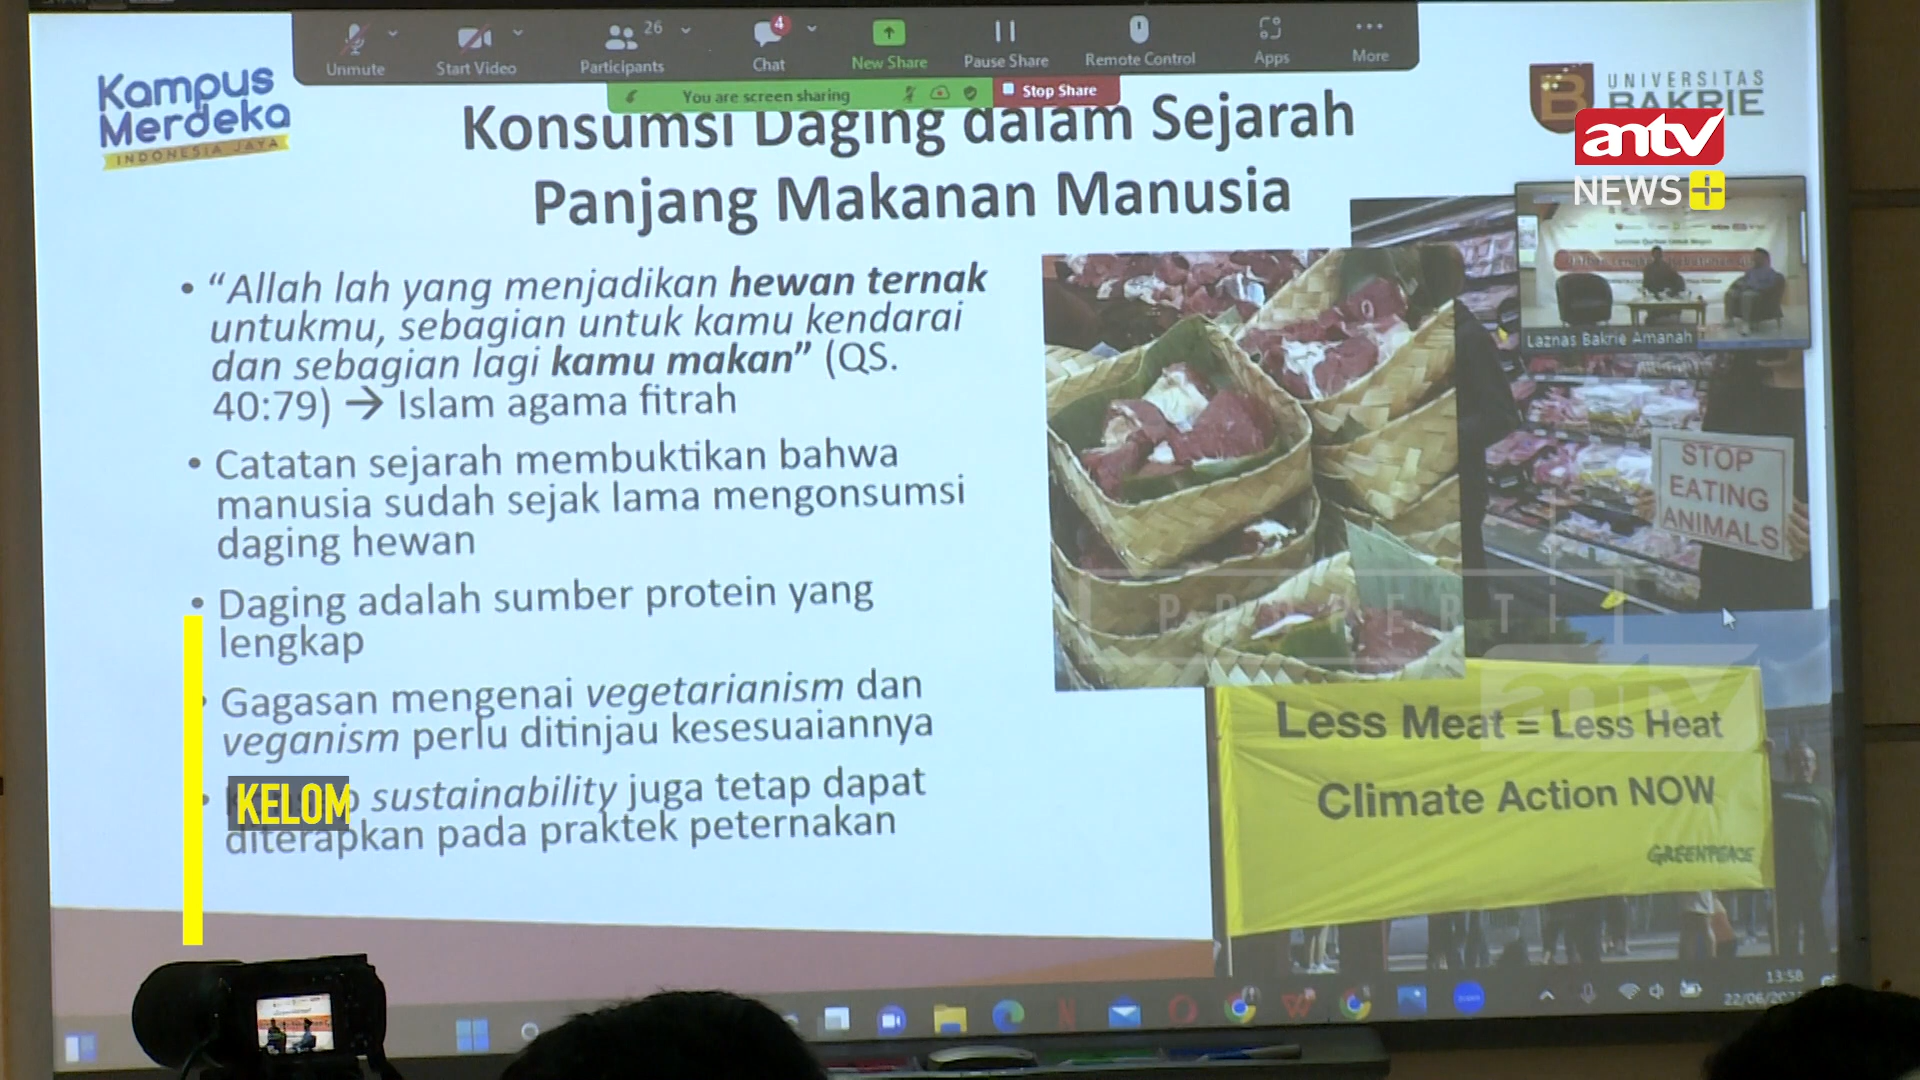 Unmute
Start Video
Participants
26
Chat
4
New Share
Pause Share
Remote Control
Apps
More
You are screen sharing
Stop Share
Kampus
Merdeka
INDONESIA JAYA
UNIVERSITAS
BAKRIE
antv
NEWS+
Konsumsi Daging dalam Sejarah
Panjang Makanan Manusia
• “Allah lah yang menjadikan hewan ternak
untukmu, sebagian untuk kamu kendarai
dan sebagian lagi kamu makan” (QS.
40:79) → Islam agama fitrah
• Catatan sejarah membuktikan bahwa
manusia sudah sejak lama mengonsumsi
daging hewan
• Daging adalah sumber protein yang
lengkap
• Gagasan mengenai vegetarianism dan
veganism perlu ditinjau kesesuaiannya
• sustainability juga tetap dapat
diterapkan pada praktek peternakan
KELOM
Laznas Bakrie Amanah
STOP
EATING
ANIMALS
PROPERTI
antv
Less Meat = Less Heat
Climate Action NOW
GREENPEACE
13:58
22/06/